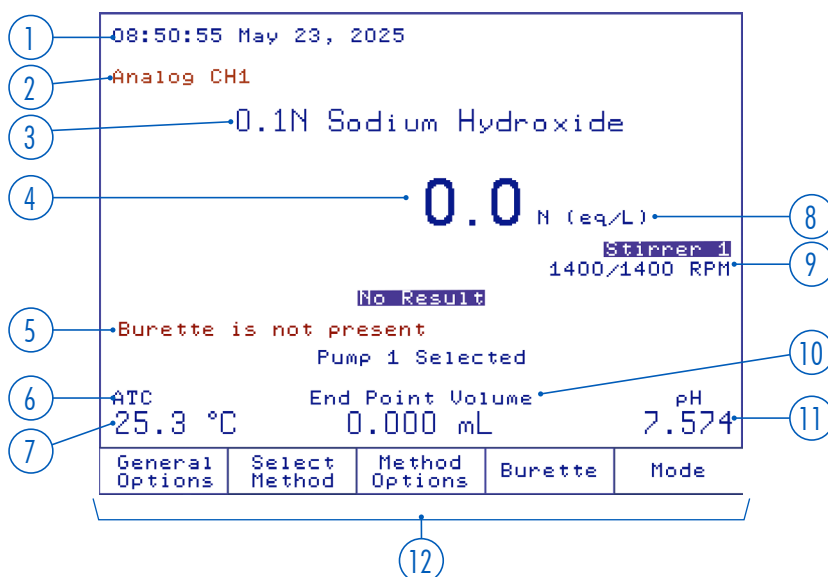 1
08:50:55 May 23, 2025
2
Analog CH1
3
0.1N Sodium Hydroxide
4
0.0 N (eq/L)
8
Stirrer 1
9
1400/1400 RPM
No Result
5
Burette is not present
10
Pump 1 Selected
6
ATC End Point Volume pH
7
25.3 °C 0.000 mL 7.574
11
General Options
Select Method
Method Options
Burette
Mode
12